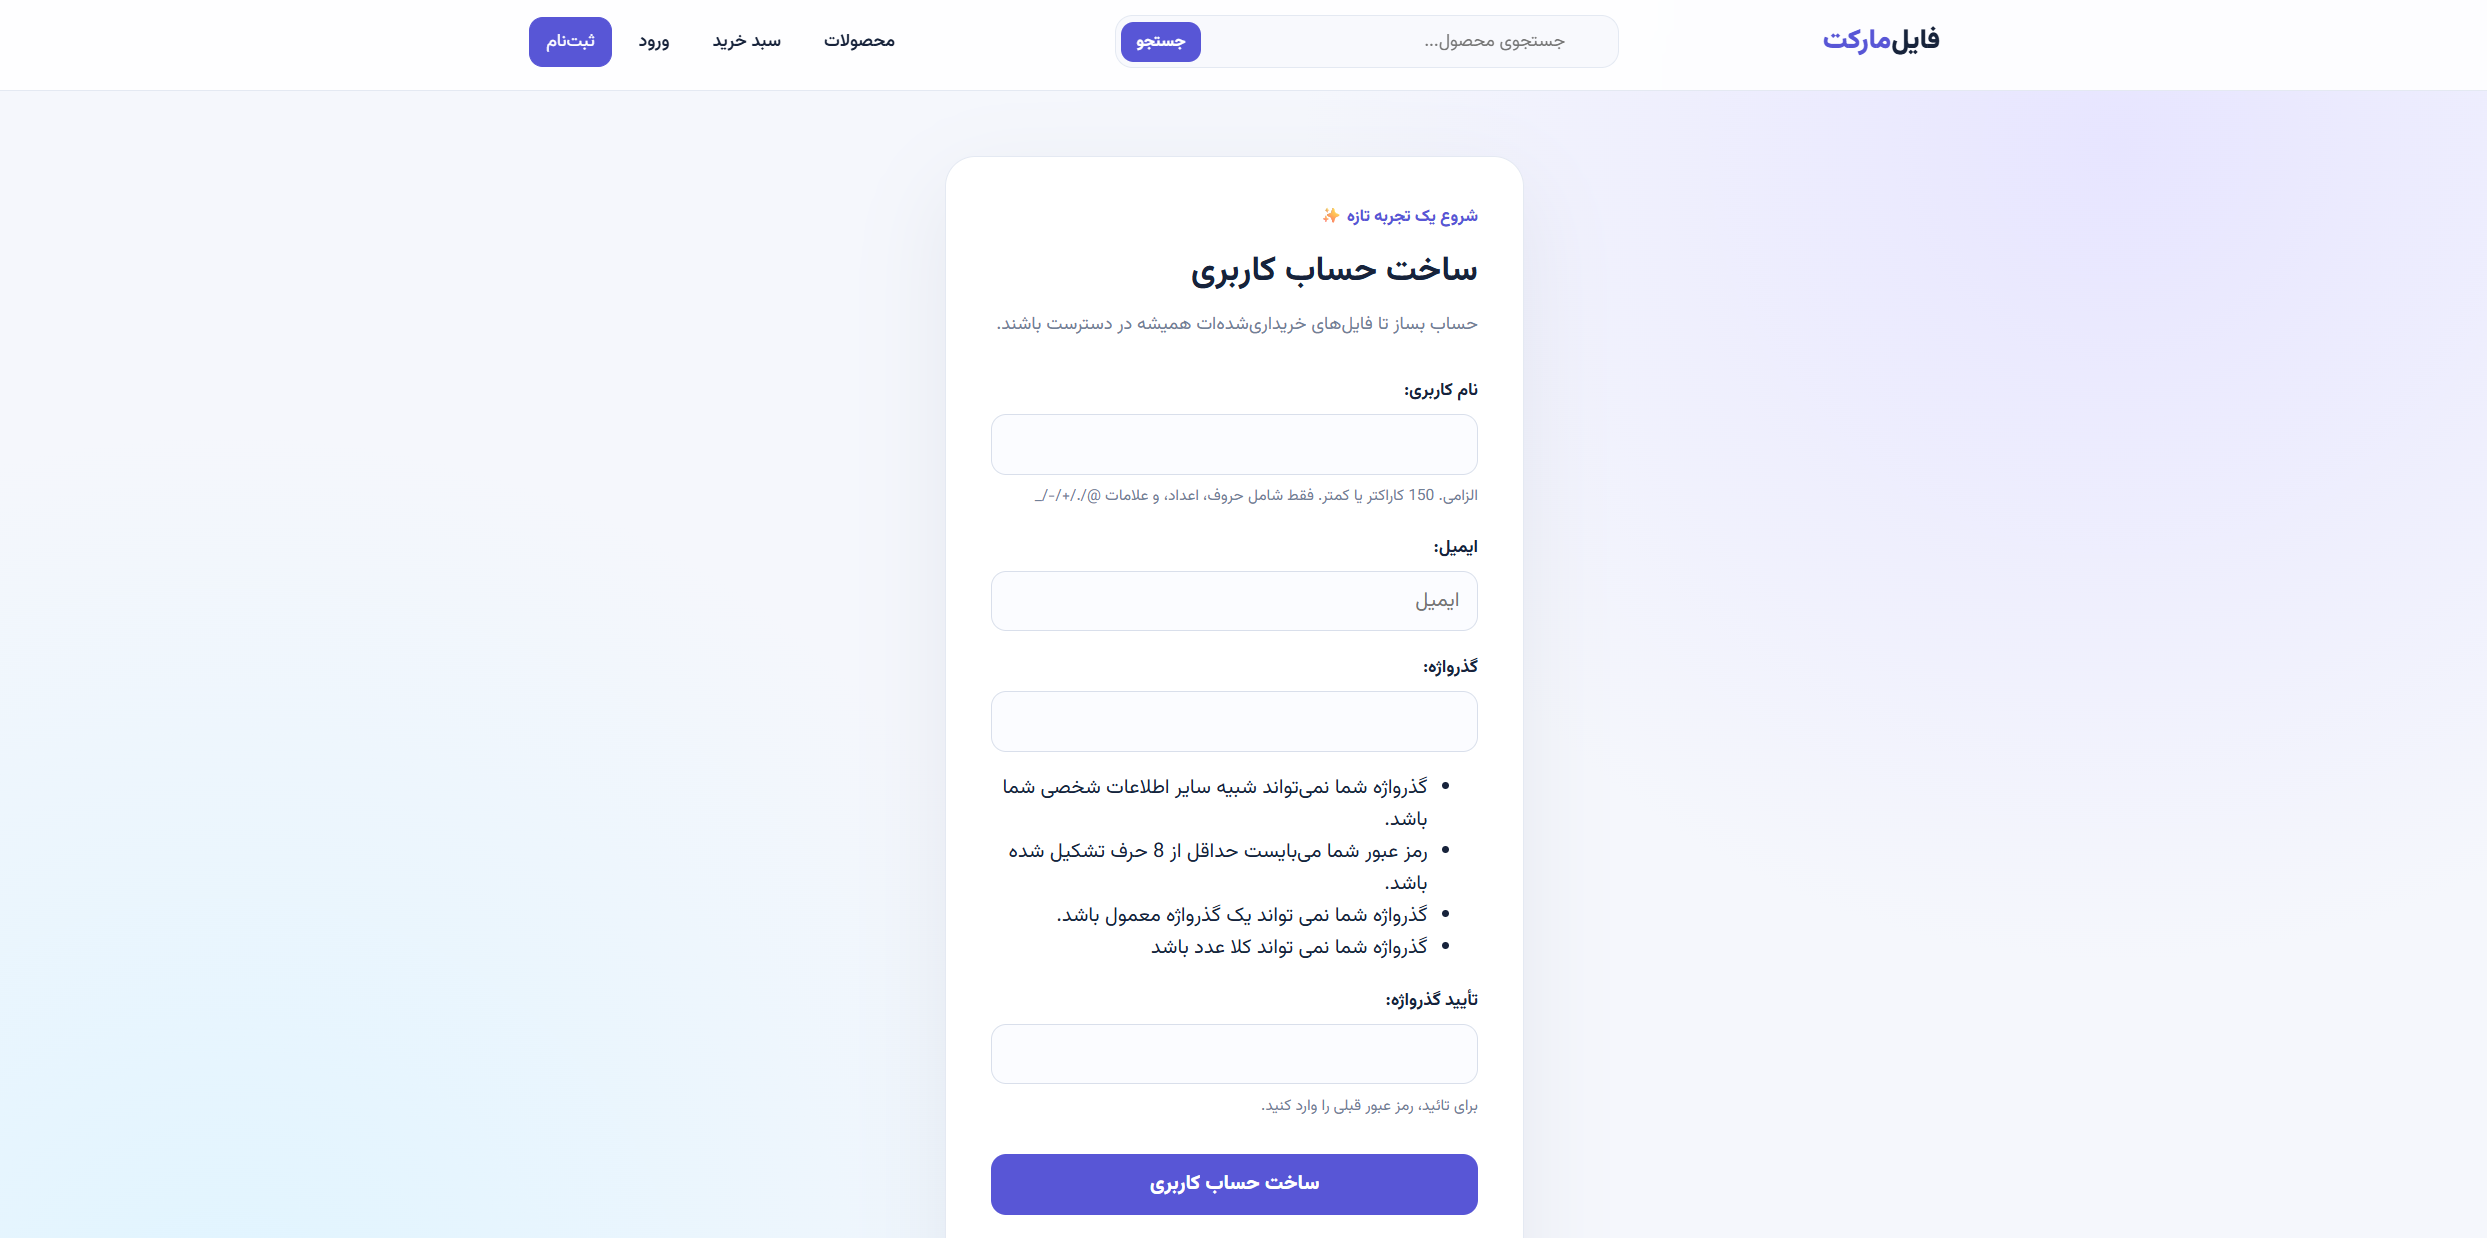 فایل‌مارکت
جستجوی محصول...
جستجو
محصولات
سبد خرید
ورود
ثبت‌نام
شروع یک تجربه تازه ✨
ساخت حساب کاربری
حساب بساز تا فایل‌های خریداری‌شده‌ات همیشه در دسترست باشند.
نام کاربری:
الزامی. 150 کاراکتر یا کمتر. فقط شامل حروف، اعداد، و علامات @/./+/-/_
ایمیل:
ایمیل
گذرواژه:
گذرواژه شما نمی‌تواند شبیه سایر اطلاعات شخصی شما
باشد.
رمز عبور شما می‌بایست حداقل از 8 حرف تشکیل شده
باشد.
گذرواژه شما نمی تواند یک گذرواژه معمول باشد.
گذرواژه شما نمی تواند کلا عدد باشد
تأیید گذرواژه:
برای تائید، رمز عبور قبلی را وارد کنید.
ساخت حساب کاربری